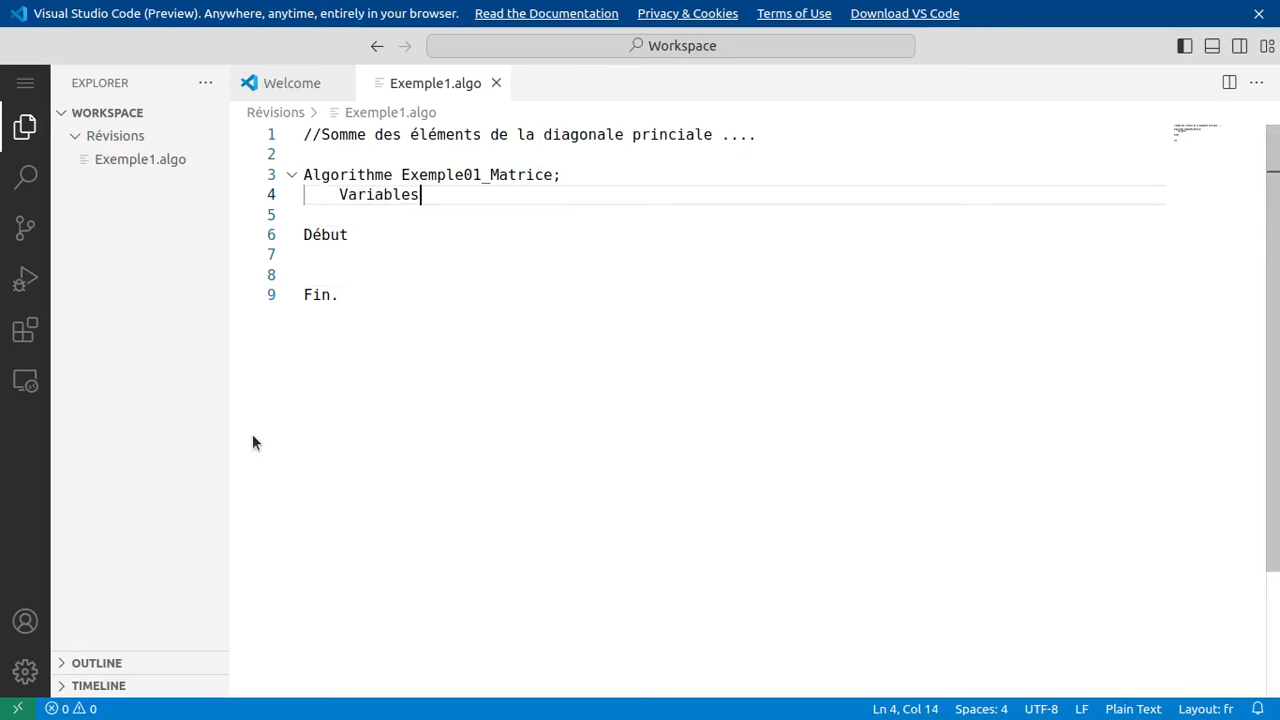 Visual Studio Code (Preview). Anywhere, anytime, entirely in your browser. Read the Documentation Privacy & Cookies Terms of Use Download VS Code
Workspace
EXPLORER
WORKSPACE
Révisions
Exemple1.algo
OUTLINE
TIMELINE
Welcome
Exemple1.algo
Révisions > Exemple1.algo
1 //Somme des éléments de la diagonale princiale ....
2
3 Algorithme Exemple01_Matrice;
4 Variables
5
6 Début
7
8
9 Fin.
0 0 Ln 4, Col 14 Spaces: 4 UTF-8 LF Plain Text Layout: fr